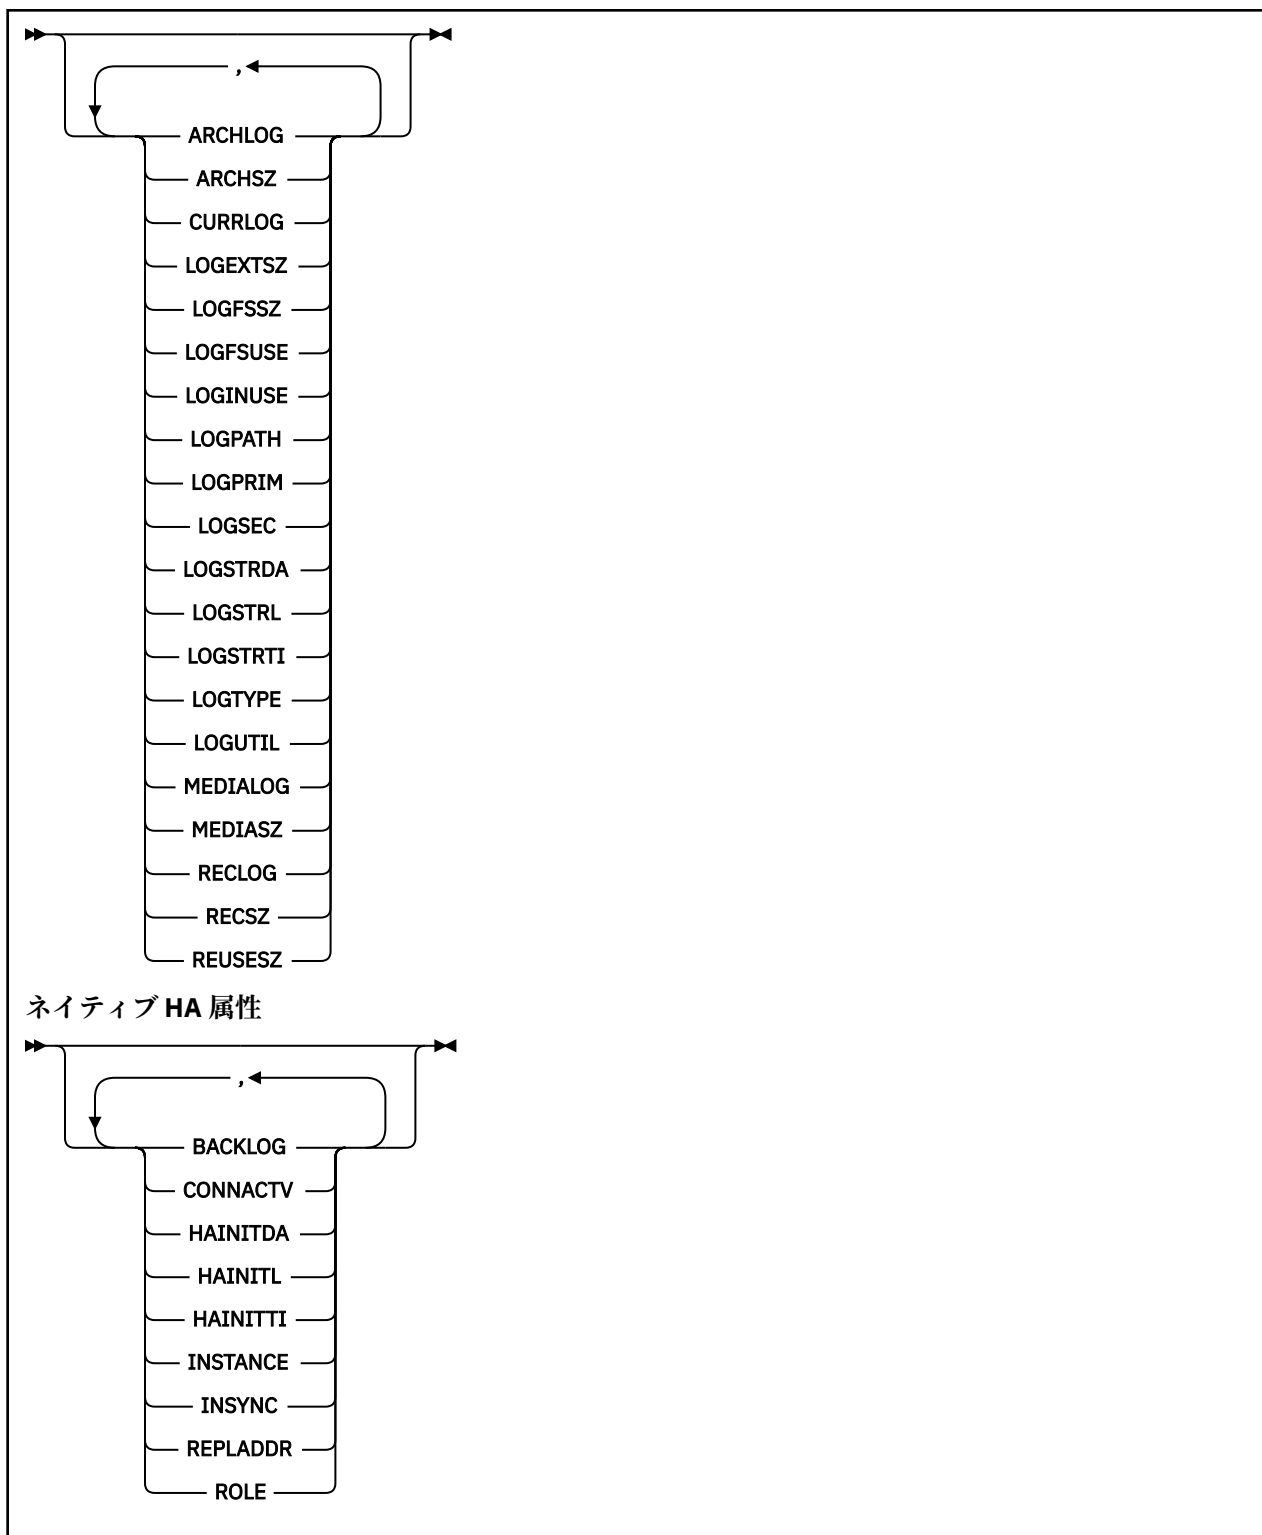 ,
ARCHLOG
ARCHSZ
CURRLOG
LOGEXTSZ
LOGFSSZ
LOGFSUSE
LOGINUSE
LOGPATH
LOGPRIM
LOGSEC
LOGSTRDA
LOGSTRL
LOGSTRTI
LOGTYPE
LOGUTIL
MEDIALOG
MEDIASZ
RECLOG
RECSZ
REUSESZ
ネイティブ HA 属性
,
BACKLOG
CONNACTV
HAINITDA
HAINITL
HAINITTI
INSTANCE
INSYNC
REPLADDR
ROLE